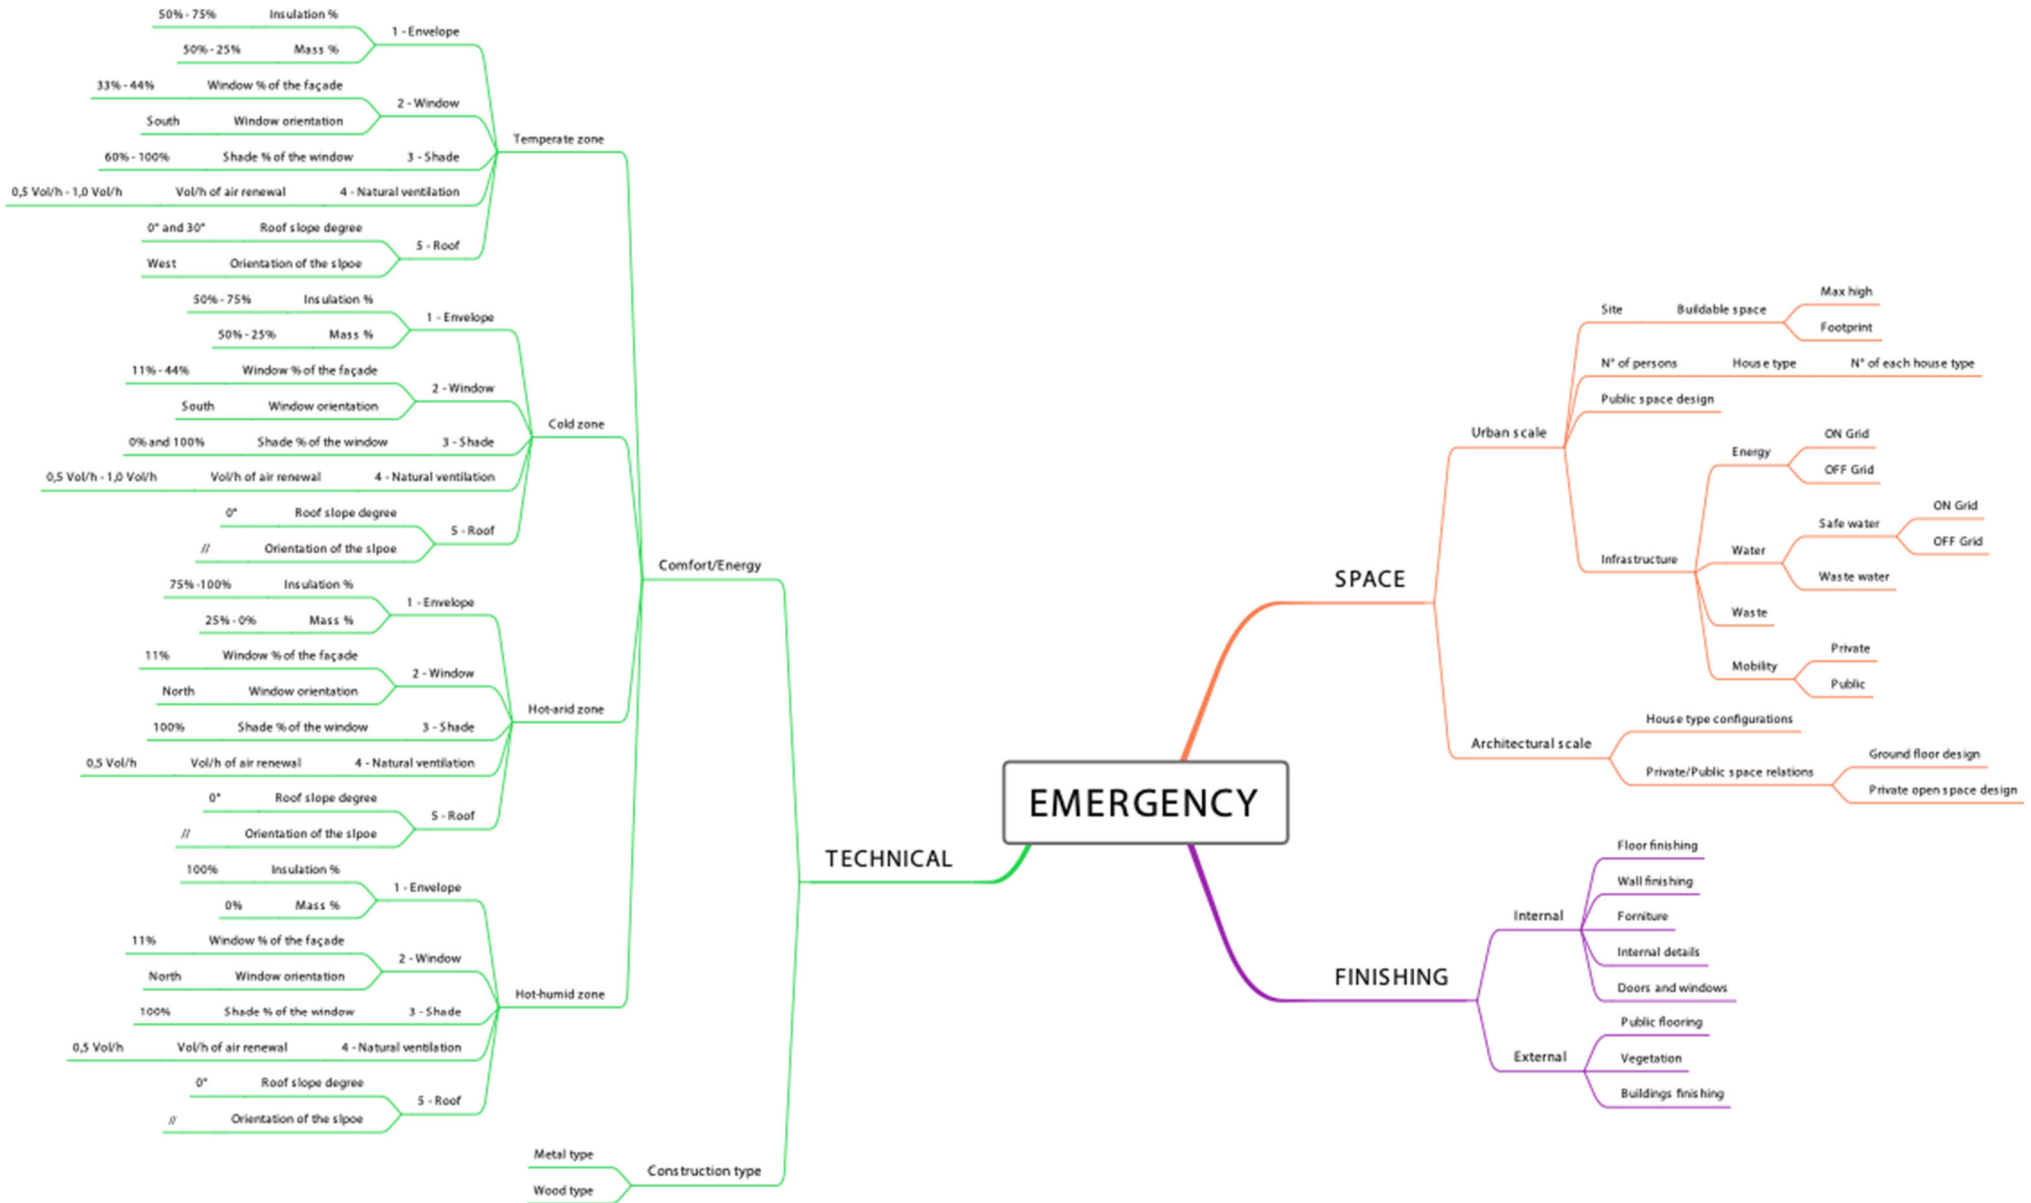 EMERGENCY
TECHNICAL
Comfort/Energy
Temperate zone
1 - Envelope
50% - 75% Insulation %
50% - 25% Mass %
2 - Window
33% - 44% Window % of the façade
South Window orientation
60% - 100% Shade % of the window 3 - Shade
0,5 Vol/h - 1,0 Vol/h Vol/h of air renewal 4 - Natural ventilation
5 - Roof
0° and 30° Roof slope degree
West Orientation of the slpoe
Cold zone
1 - Envelope
50% - 75% Insulation %
50% - 25% Mass %
2 - Window
11% - 44% Window % of the façade
South Window orientation
0% and 100% Shade % of the window 3 - Shade
0,5 Vol/h - 1,0 Vol/h Vol/h of air renewal 4 - Natural ventilation
5 - Roof
0° Roof slope degree
// Orientation of the slpoe
Hot-arid zone
1 - Envelope
75% -100% Insulation %
25% - 0% Mass %
2 - Window
11% Window % of the façade
North Window orientation
100% Shade % of the window 3 - Shade
0,5 Vol/h Vol/h of air renewal 4 - Natural ventilation
5 - Roof
0° Roof slope degree
// Orientation of the slpoe
Hot-humid zone
1 - Envelope
100% Insulation %
0% Mass %
2 - Window
11% Window % of the façade
North Window orientation
100% Shade % of the window 3 - Shade
0,5 Vol/h Vol/h of air renewal 4 - Natural ventilation
5 - Roof
0° Roof slope degree
// Orientation of the slpoe
Construction type
Metal type
Wood type
SPACE
Urban scale
Site Buildable space
Max high
Footprint
N° of persons House type N° of each house type
Public space design
Infrastructure
Energy
ON Grid
OFF Grid
Water
Safe water
ON Grid
OFF Grid
Waste water
Waste
Mobility
Private
Public
Architectural scale
House type configurations
Private/Public space relations
Ground floor design
Private open space design
FINISHING
Internal
Floor finishing
Wall finishing
Forniture
Internal details
Doors and windows
External
Public flooring
Vegetation
Buildings finishing